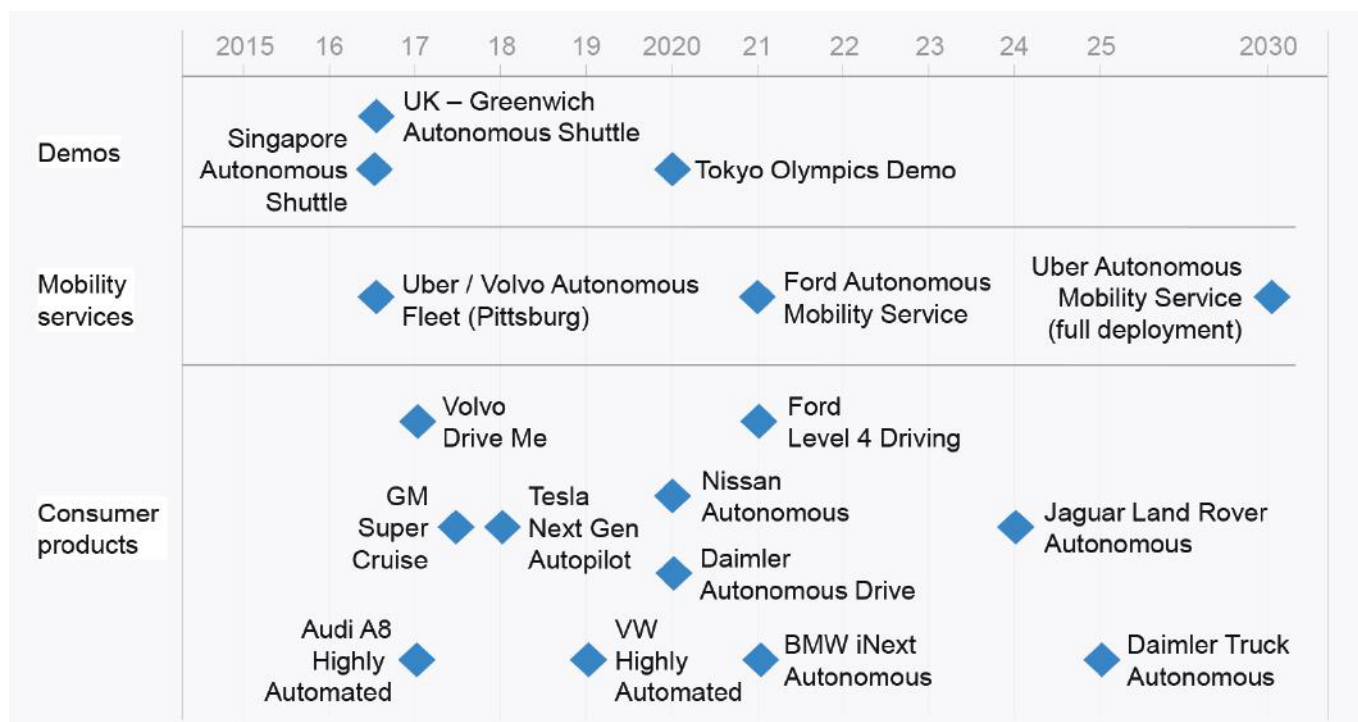 2015 16 17 18 19 2020 21 22 23 24 25 2030
Demos
UK – Greenwich
Autonomous Shuttle
Singapore
Autonomous
Shuttle
Tokyo Olympics Demo
Mobility
services
Uber / Volvo Autonomous
Fleet (Pittsburg)
Ford Autonomous
Mobility Service
Uber Autonomous
Mobility Service
(full deployment)
Consumer
products
Volvo
Drive Me
Ford
Level 4 Driving
GM
Super
Cruise
Tesla
Next Gen
Autopilot
Nissan
Autonomous
Daimler
Autonomous Drive
Jaguar Land Rover
Autonomous
Audi A8
Highly
Automated
VW
Highly
Automated
BMW iNext
Autonomous
Daimler Truck
Autonomous